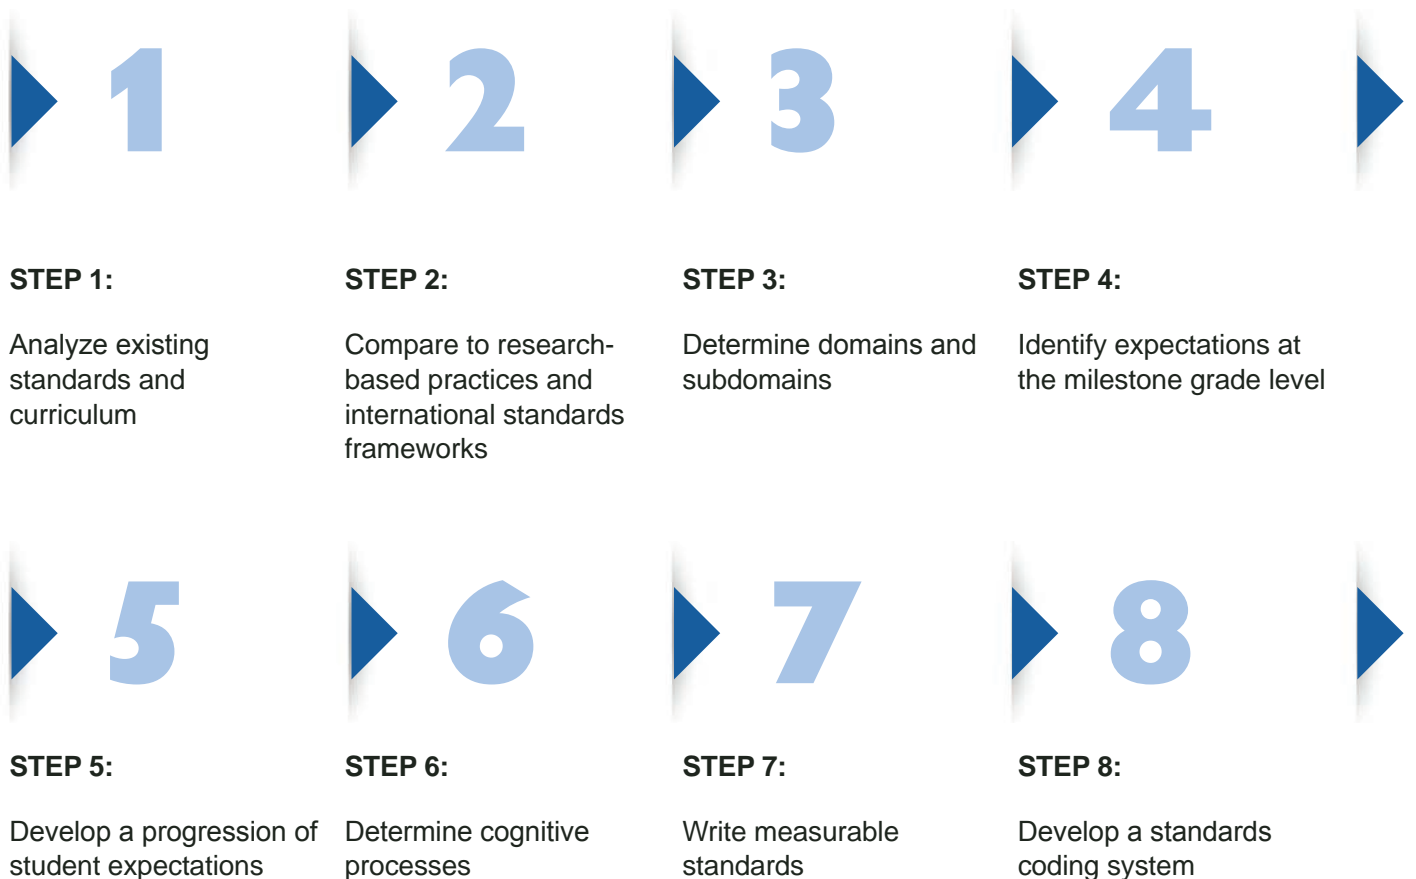 1
2
3
4
STEP 1:
Analyze existing
standards and
curriculum
STEP 2:
Compare to research-
based practices and
international standards
frameworks
STEP 3:
Determine domains and
subdomains
STEP 4:
Identify expectations at
the milestone grade level
5
6
7
8
STEP 5:
Develop a progression of
student expectations
STEP 6:
Determine cognitive
processes
STEP 7:
Write measurable
standards
STEP 8:
Develop a standards
coding system